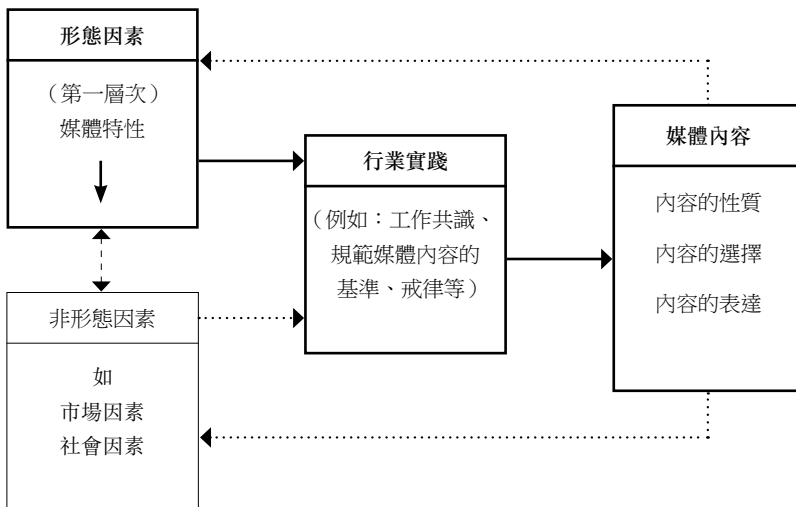 形態因素
（第一層次）
媒體特性
非形態因素
如
市場因素
社會因素
行業實踐
（例如：工作共識、
規範媒體內容的
基準、戒律等）
媒體內容
內容的性質
內容的選擇
內容的表達